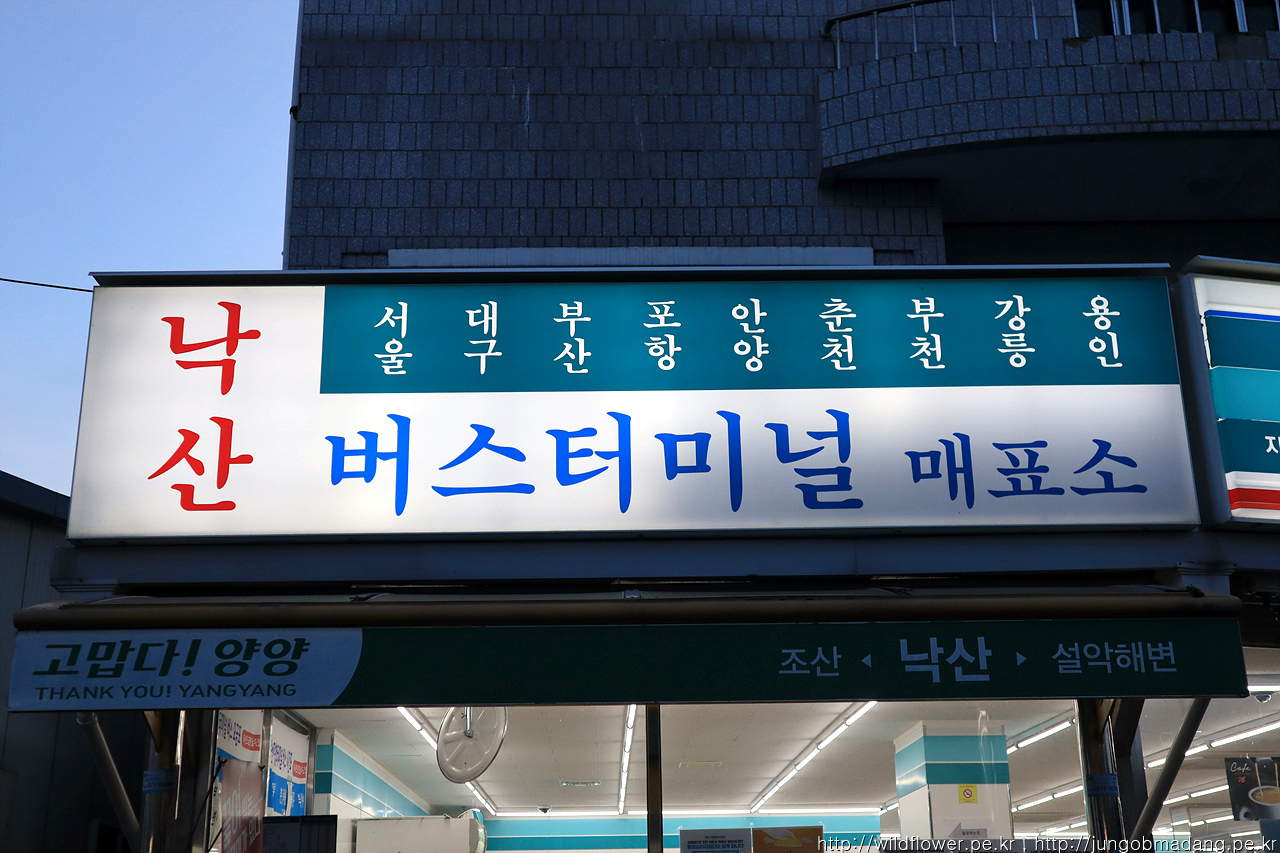 낙산
서울 대구 부산 포항 안양 춘천 부천 강릉 용인
버스터미널 매표소
고맙다! 양양
THANK YOU! YANGYANG
조산 ◀ 낙산 ▶ 설악해변
Cafe
http://wildflower.pe.kr | http://jungobmadang.pe.kr